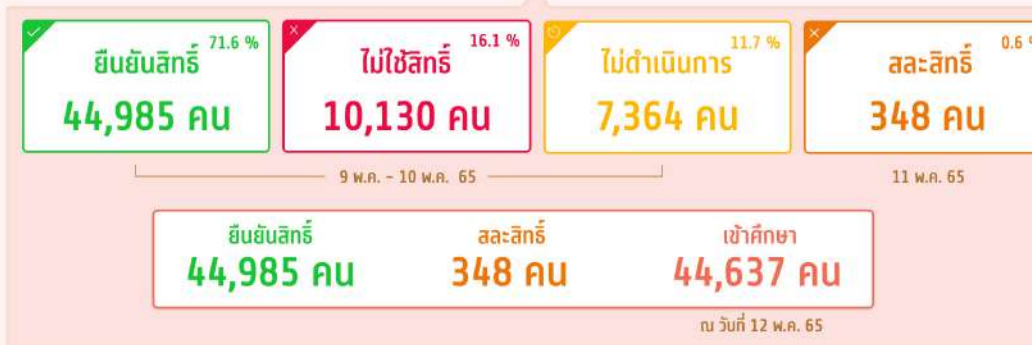 71.6 % 16.1 % 11.7 % 0.6 %
ยืนยันสิทธิ์ ไม่ใช้สิทธิ์ ไม่ดำเนินการ สละสิทธิ์
44,985 คน 10,130 คน 7,364 คน 348 คน
9 พ.ค. - 10 พ.ค. 65 11 พ.ค. 65
ยืนยันสิทธิ์ สละสิทธิ์ เข้าศึกษา
44,985 คน 348 คน 44,637 คน
ณ วันที่ 12 พ.ค. 65